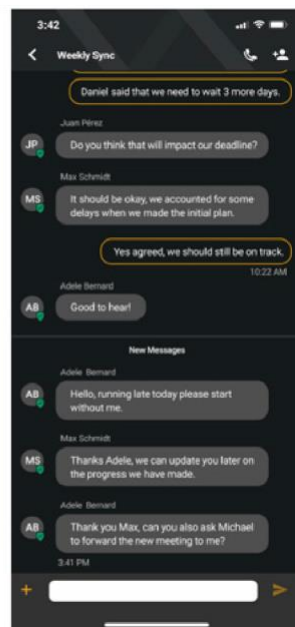 3:42
Weekly Sync
Daniel said that we need to wait 3 more days.
Juan Pérez
JP
Do you think that will impact our deadline?
Max Schmidt
MS
It should be okay, we accounted for some
delays when we made the initial plan.
Yes agreed, we should still be on track.
10:22 AM
Adele Bernard
AB
Good to hear!
New Messages
Adele Bernard
AB
Hello, running late today please start
without me.
Max Schmidt
MS
Thanks Adele, we can update you later on
the progress we have made.
Adele Bernard
AB
Thank you Max, can you also ask Michael
to forward the new meeting to me?
3:41 PM